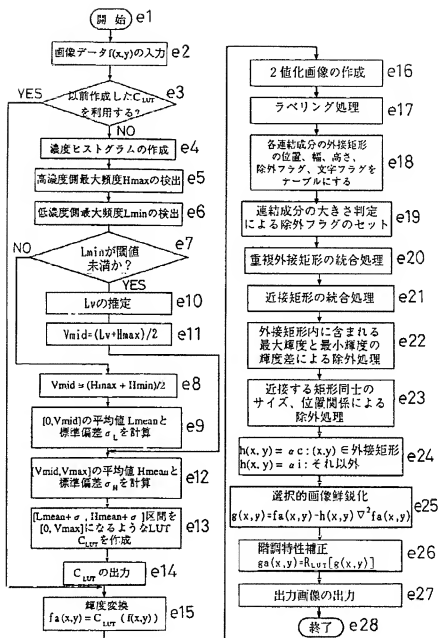 開始
e1
画像データf(x,y)の入力
e2
YES
以前作成したC_LUT
を利用する?
e3
NO
濃度ヒストグラムの作成
e4
高濃度側最大頻度Hmaxの検出
e5
低濃度側最大頻度Lminの検出
e6
NO
Lminが閾値
未満か?
e7
YES
Lvの推定
e10
Vmid=(Lv+Hmax)/2
e11
Vmid=(Hmax+Hmin)/2
e8
[0,Vmid]の平均値 Lmeanと
標準偏差σ_Lを計算
e9
[Vmid,Vmax]の平均値 Hmeanと
標準偏差σ_Hを計算
e12
[Lmean+σ, Hmean+σ]区間を
[0, Vmax]になるようなLUT
C_LUTを作成
e13
C_LUTの出力
e14
輝度変換
fa(x,y)=C_LUT(f(x,y))
e15
2値化画像の作成
e16
ラベリング処理
e17
各連結成分の外接矩形
の位置、幅、高さ、
除外フラグ、文字フラグを
テーブルにする
e18
連結成分の大きさ判定
による除外フラグのセット
e19
重複外接矩形の統合処理
e20
近接矩形の統合処理
e21
外接矩形内に含まれる
最大輝度と最小輝度の
輝度差による除外処理
e22
近接する矩形同士の
サイズ、位置関係による
除外処理
e23
h(x,y)= αc:(x,y)∈外接矩形
h(x,y)= αi:それ以外
e24
選択的画像鮮鋭化
g(x,y)=fa(x,y)-h(x,y)∇²fa(x,y)
e25
階調特性補正
ga(x,y)=R_LUT[g(x,y)]
e26
出力画像の出力
e27
終了
e28